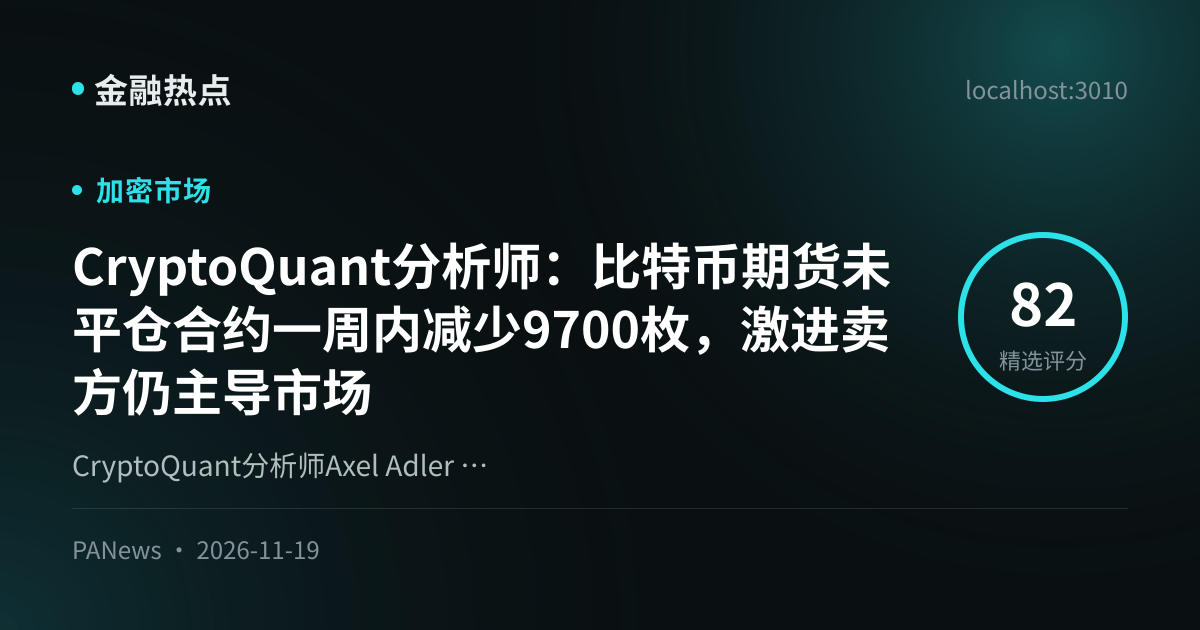 金融热点
localhost:3010
加密市场
CryptoQuant分析师：比特币期货未
平仓合约一周内减少9700枚，激进卖
方仍主导市场
82
精选评分
CryptoQuant分析师Axel Adler …
PANews · 2026-11-19